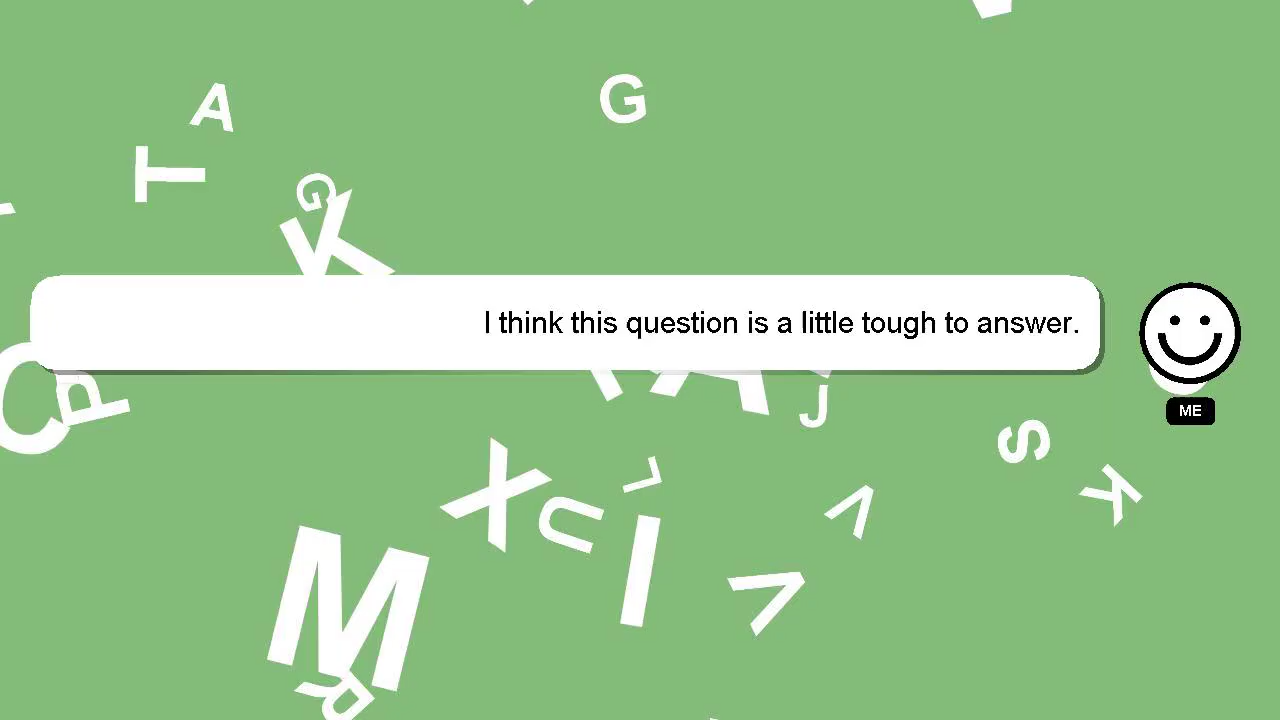 A
G
T
G
K
I think this question is a little tough to answer.
ME
C
P
A
J
S
X
L
K
U
V
I
V
M
R